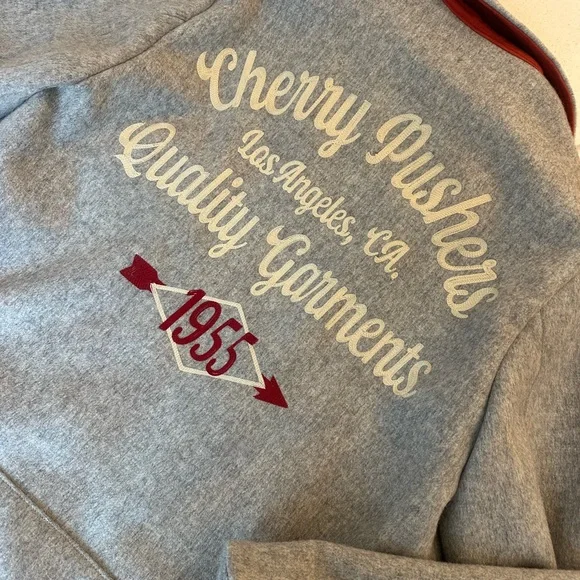 Cherry Pushers
Los Angeles, CA.
Quality Garments
1955